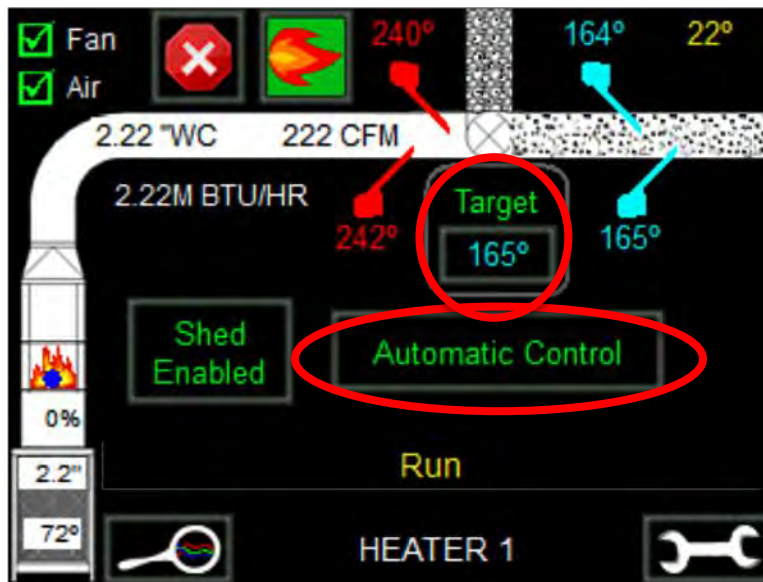 Fan
Air
240º
164º
22º
2.22 "WC
222 CFM
2.22M BTU/HR
Target
242º
165º
165º
Shed
Enabled
Automatic Control
0%
2.2"
Run
72º
HEATER 1